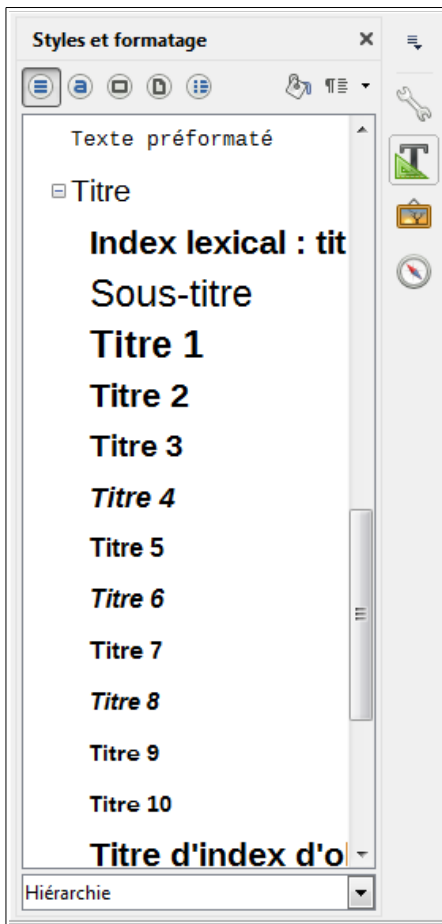 Styles et formatage
Texte préformaté
Titre
Index lexical : tit
Sous-titre
Titre 1
Titre 2
Titre 3
Titre 4
Titre 5
Titre 6
Titre 7
Titre 8
Titre 9
Titre 10
Titre d'index d'o
Hiérarchie